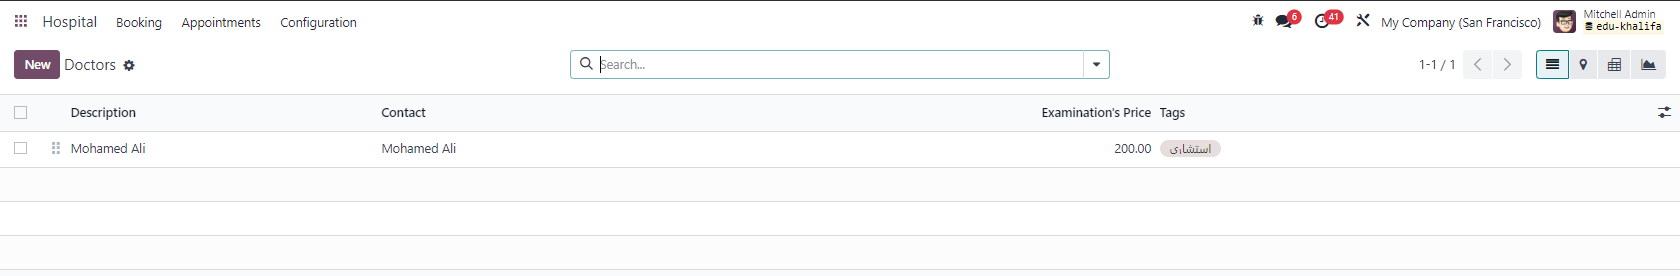 Hospital Booking Appointments Configuration 6 41 My Company (San Francisco) Mitchell Admin
edu-khalifa
New Doctors Search... 1-1 / 1
Description Contact Examination's Price Tags
Mohamed Ali Mohamed Ali 200.00 استشارى